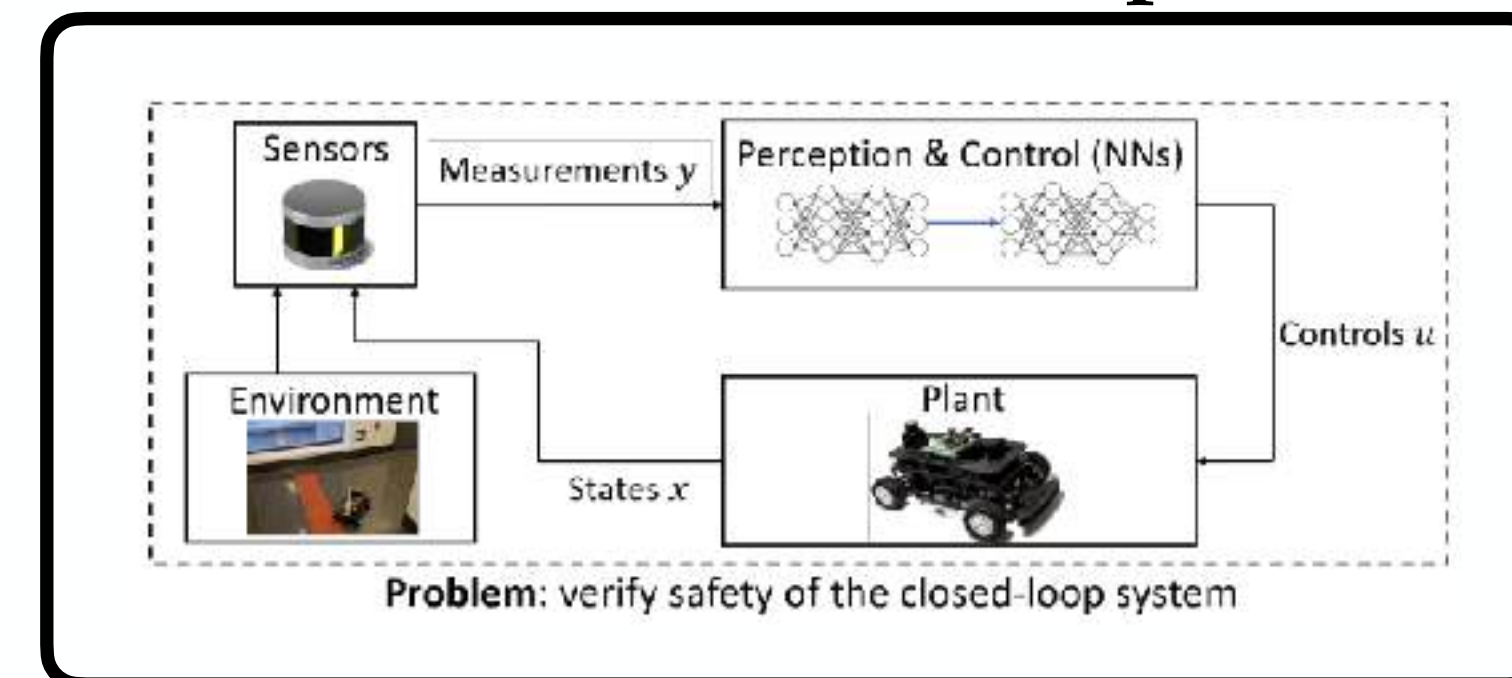 Sensors
Measurements y
Perception & Control (NNs)
Controls u
Environment
Plant
States x
Problem: verify safety of the closed-loop system